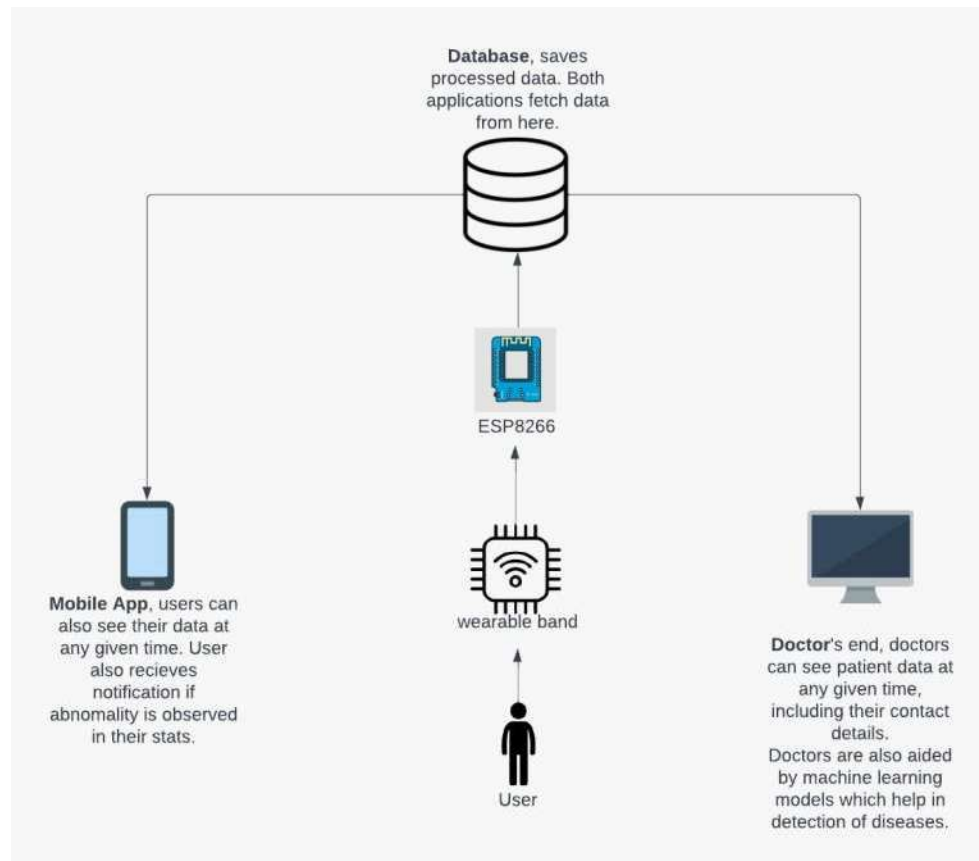 Database, saves
processed data. Both
applications fetch data
from here.
ESP8266
wearable band
User
Mobile App, users can
also see their data at
any given time. User
also recieves
notification if
abnomality is observed
in their stats.
Doctor's end, doctors
can see patient data at
any given time,
including their contact
details.
Doctors are also aided
by machine learning
models which help in
detection of diseases.